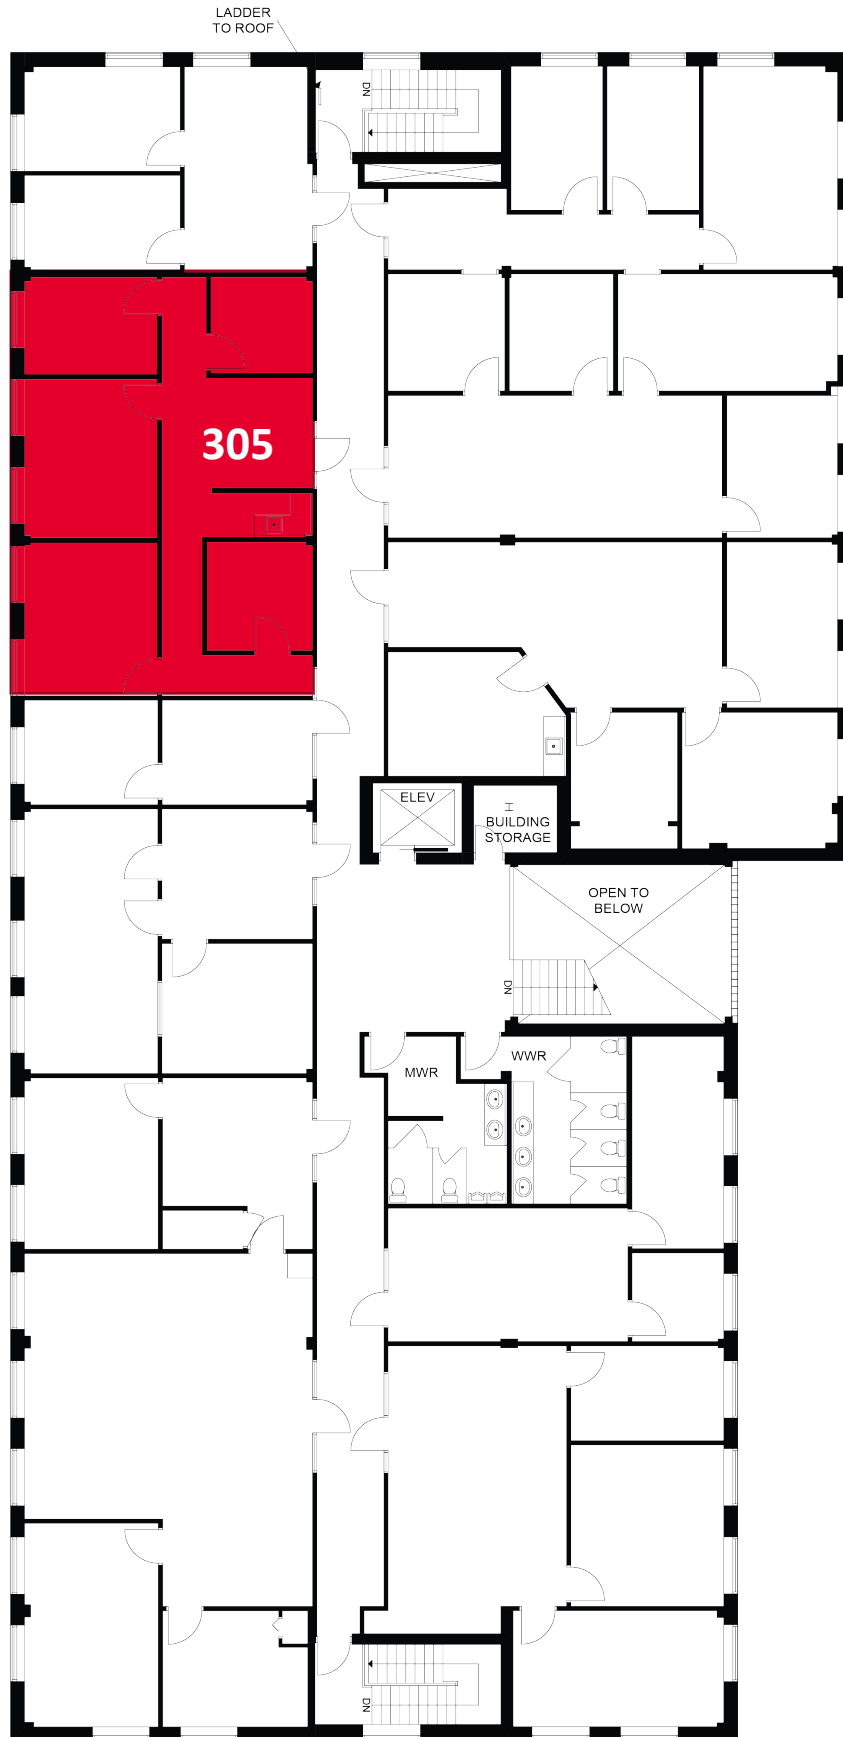 LADDER
TO ROOF
DN
305
ELEV
H
BUILDING
STORAGE
OPEN TO
BELOW
DN
MWR
WWR
DN